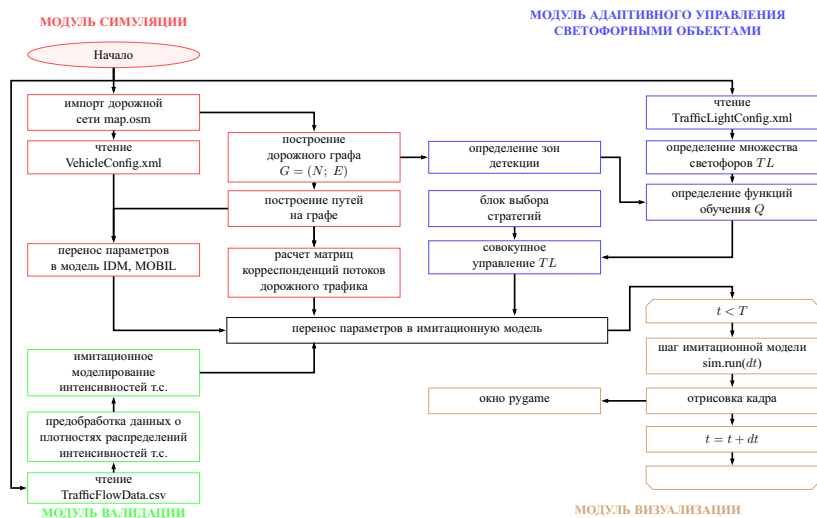 МОДУЛЬ СИМУЛЯЦИИ
МОДУЛЬ АДАПТИВНОГО УПРАВЛЕНИЯ
СВЕТОФОРНЫМИ ОБЪЕКТАМИ
Начало
импорт дорожной
сети map.osm
чтение
VehicleConfig.xml
построение
дорожного графа
G = (N; E)
построение путей
на графе
перенос параметров
в модель IDM, MOBIL
расчет матриц
корреспонденций потоков
дорожного трафика
определение зон
детекции
блок выбора
стратегий
совокупное
управление TL
чтение
TrafficLightConfig.xml
определение множества
светофоров TL
определение функций
обучения Q
перенос параметров в имитационную модель
t < T
шаг имитационной модели
sim.run(dt)
отрисовка кадра
окно pygame
t = t + dt
имитационное
моделирование
интенсивностей т.с.
предобработка данных о
плотностях распределений
интенсивностей т.с.
чтение
TrafficFlowData.csv
МОДУЛЬ ВАЛИДАЦИИ
МОДУЛЬ ВИЗУАЛИЗАЦИИ